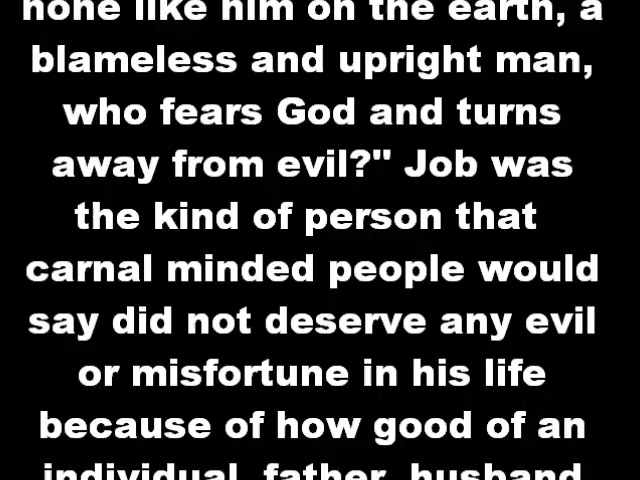 none like him on the earth, a
blameless and upright man,
who fears God and turns
away from evil?" Job was
the kind of person that
carnal minded people would
say did not deserve any evil
or misfortune in his life
because of how good of an
individual, father, husband